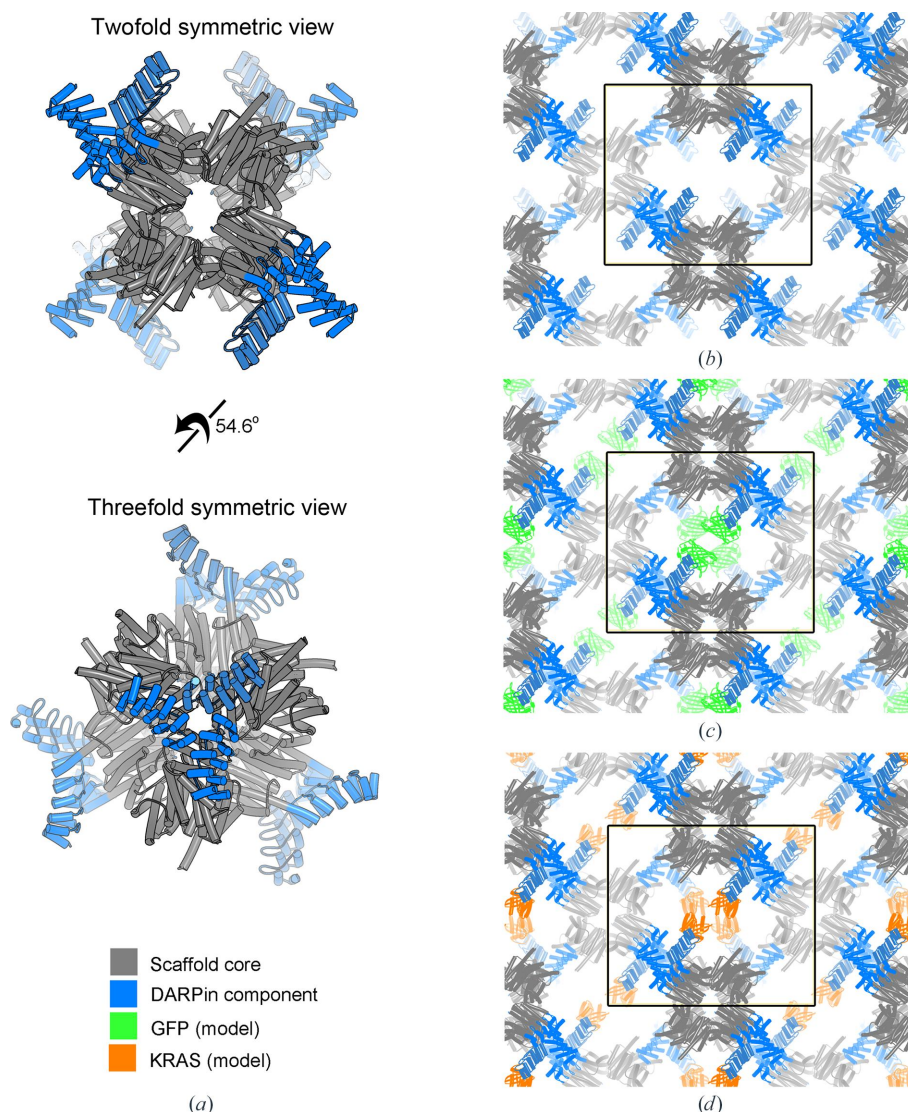 Twofold symmetric view
54.6°
Threefold symmetric view
Scaffold core
DARPin component
GFP (model)
KRAS (model)
(a)
(b)
(c)
(d)